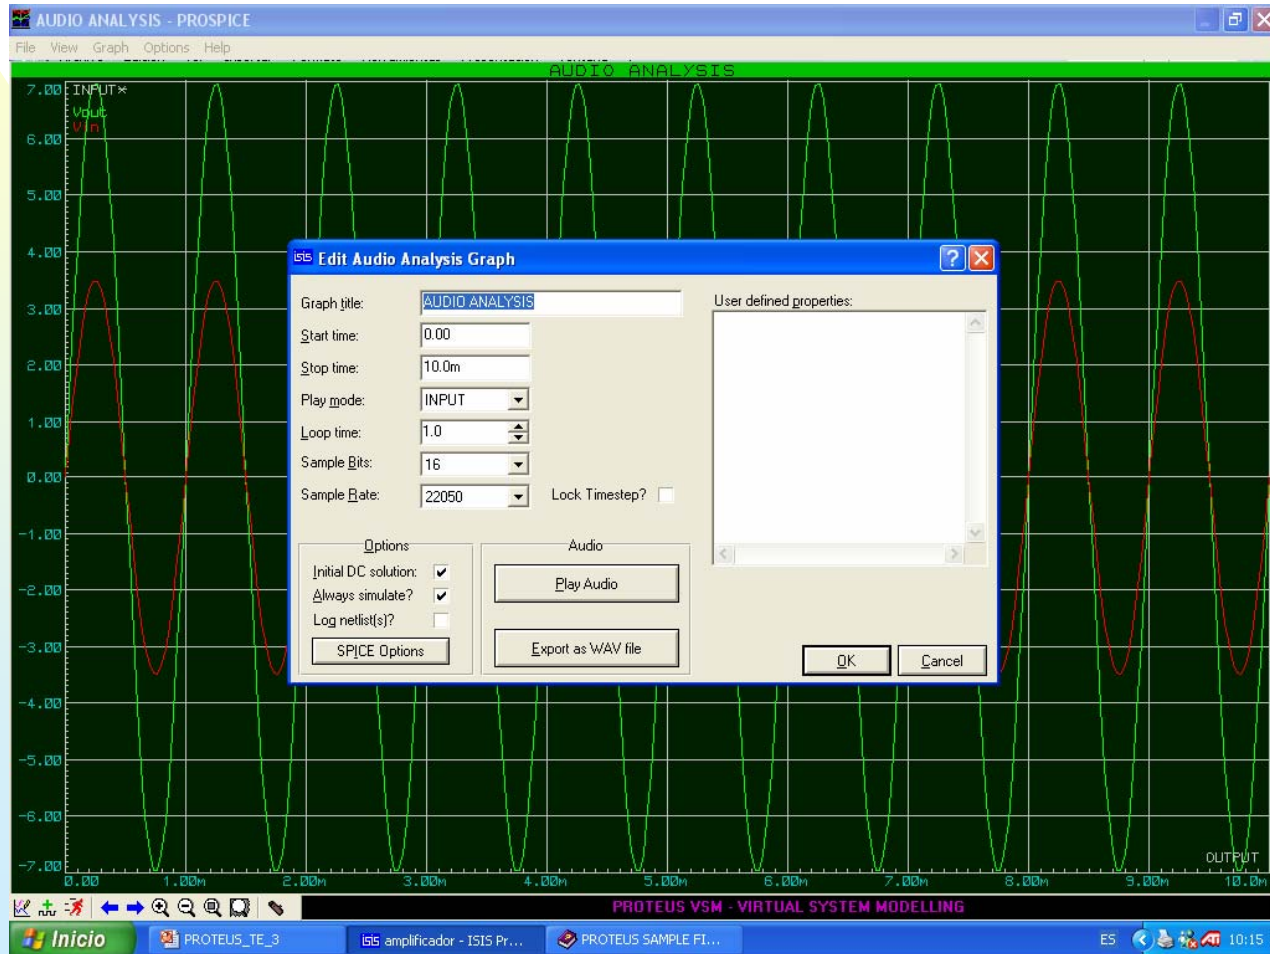 AUDIO ANALYSIS - PROSPICE
File View Graph Options Help
AUDIO ANALYSIS
7.00
INPUT
Vout
Vin
6.00
5.00
4.00
3.00
2.00
1.00
0.00
-1.00
-2.00
-3.00
-4.00
-5.00
-6.00
-7.00
isis Edit Audio Analysis Graph
Graph title: AUDIO ANALYSIS
User defined properties:
Start time: 0.00
Stop time: 10.0m
Play mode: INPUT
Loop time: 1.0
Sample Bits: 16
Sample Rate: 22050 Lock Timestep?
Options
Initial DC solution:
Always simulate?
Log netlist(s)?
SPICE Options
Audio
Play Audio
Export as WAV file
OK Cancel
OUTPUT
0.00 1.00m 2.00m 3.00m 4.00m 5.00m 6.00m 7.00m 8.00m 9.00m 10.0m
PROTEUS VSM - VIRTUAL SYSTEM MODELLING
Inicio PROTEUS_TE_3 isis amplificador - ISIS Pr... PROTEUS SAMPLE FI... ES 10:15